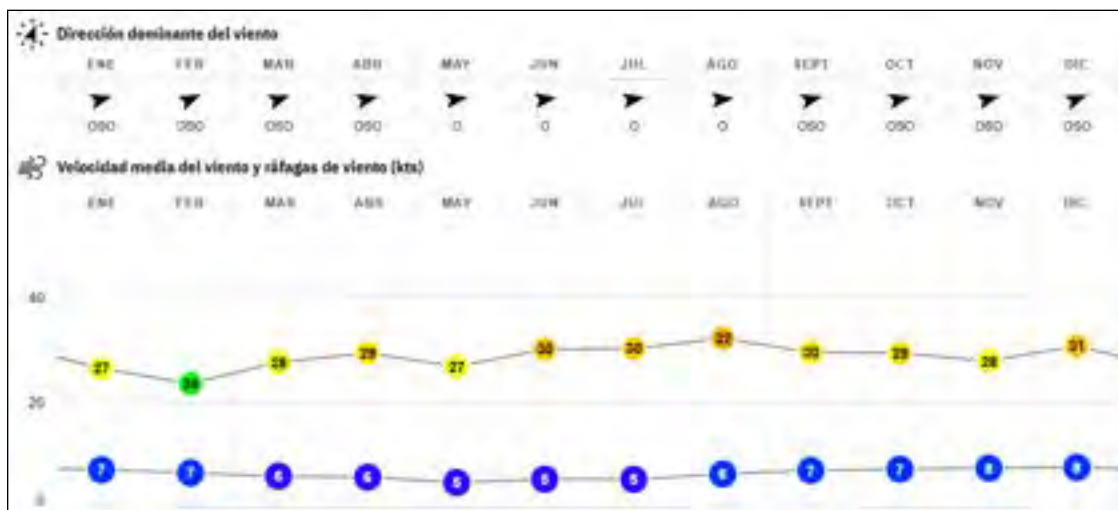 Dirección dominante del viento
ENE FEB MAR ABR MAY JUN JUL AGO SEPT OCT NOV DIC
OSO OSO OSO OSO O O O O OSO OSO OSO OSO
Velocidad media del viento y ráfagas de viento (kts)
ENE FEB MAR ABR MAY JUN JUL AGO SEPT OCT NOV DIC
40
27 28 29 27 30 30 32 30 29 28 31
20
7 7 6 6 5 5 5 6 7 7 8 8
0